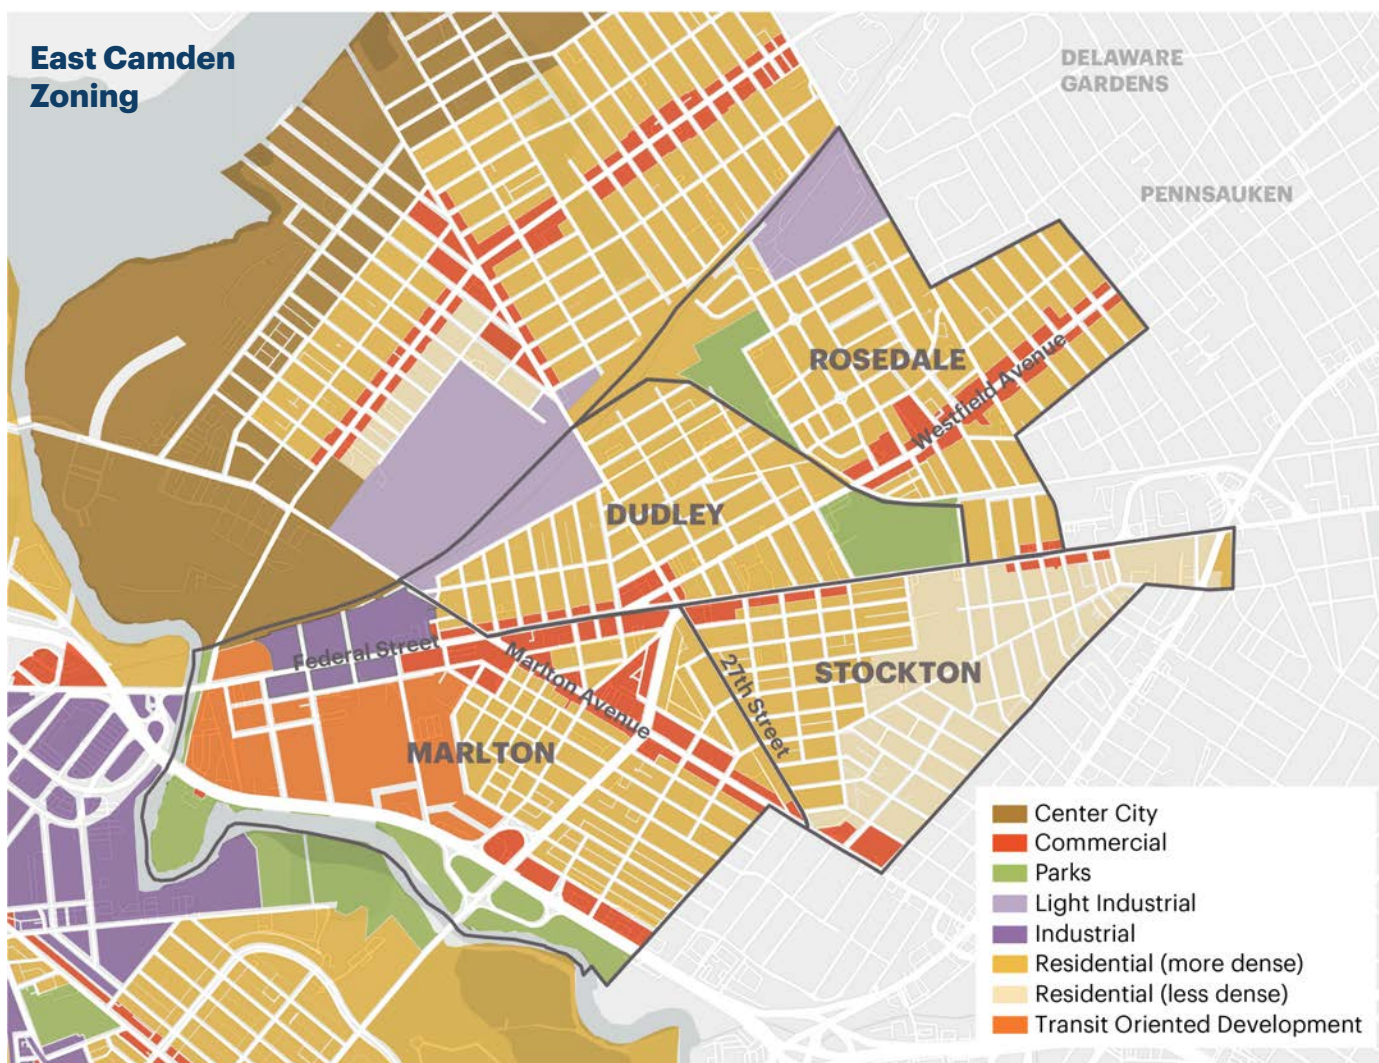 East Camden
Zoning
DELAWARE
GARDENS
PENNSAUKEN
ROSEDALE
Westfield Avenue
DUDLEY
Federal Street
Marlton Avenue
27th Street
STOCKTON
MARLTON
Center City
Commercial
Parks
Light Industrial
Industrial
Residential (more dense)
Residential (less dense)
Transit Oriented Development